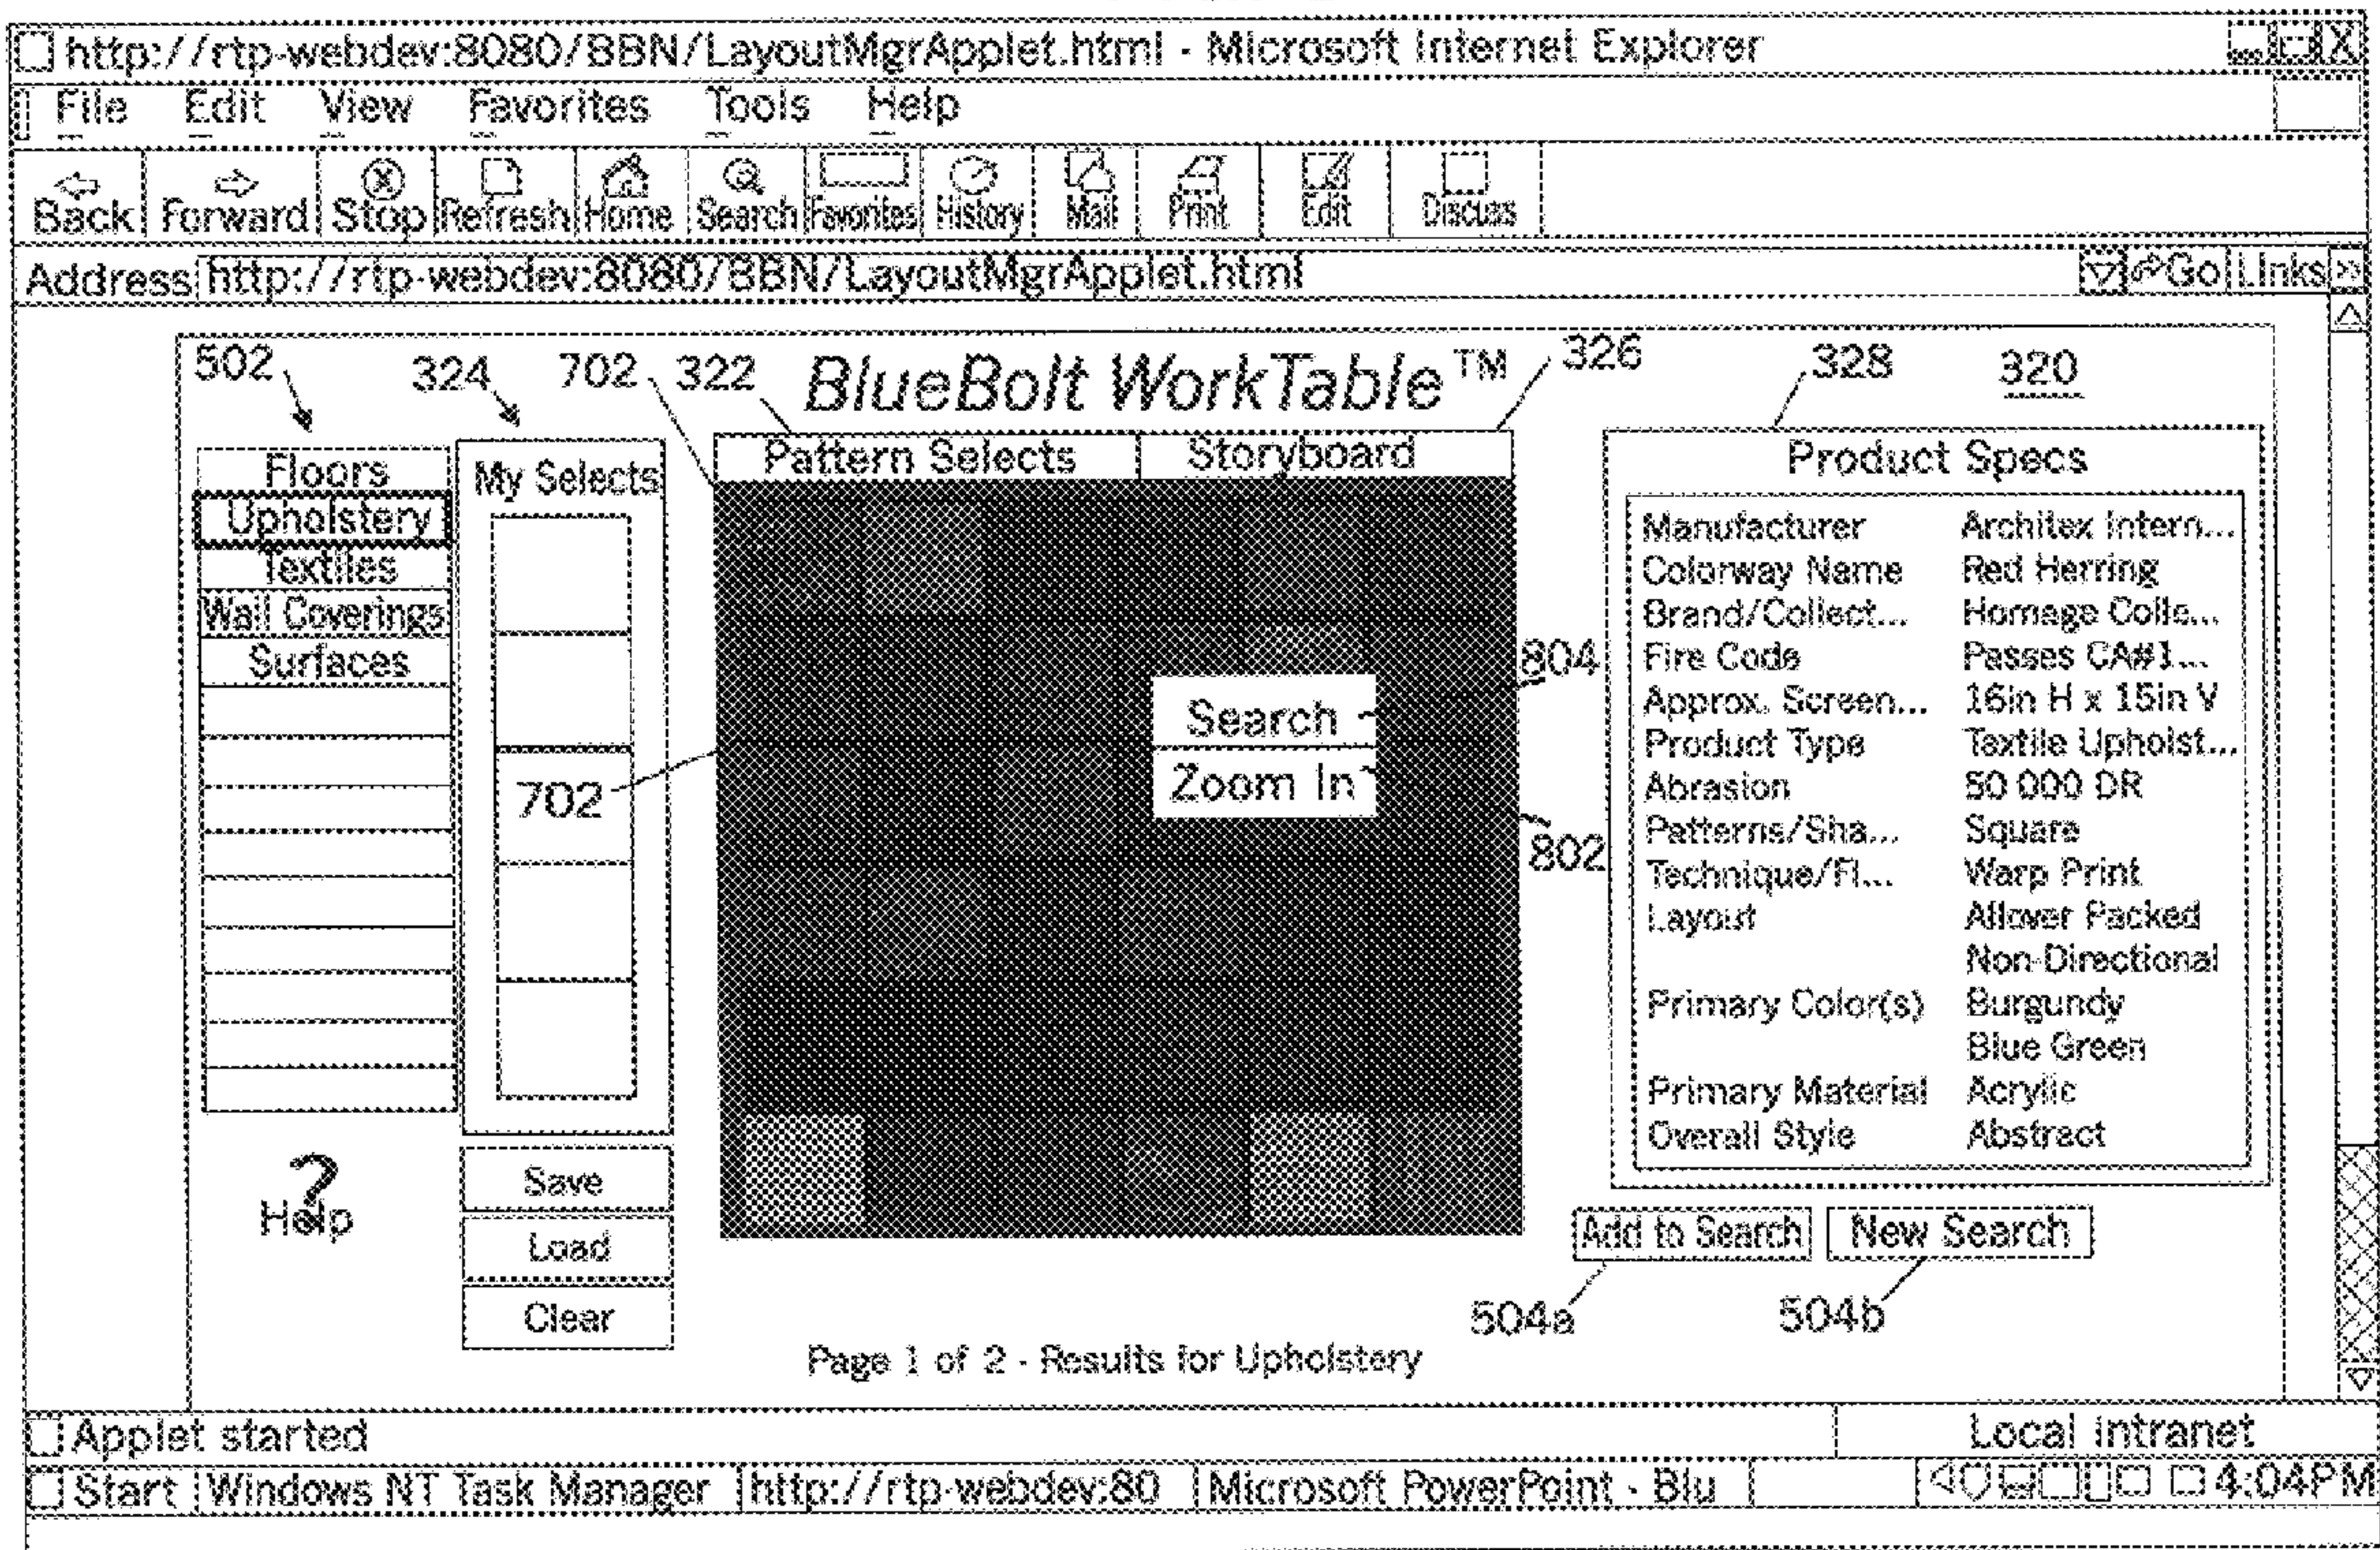 http://rtp-webdev:8080/BBN/LayoutMgrApplet.html - Microsoft Internet Explorer
File Edit View Favorites Tools Help
Back Forward Stop Refresh Home Search Favorites History Mail Print Edit Discuss
Address http://rtp-webdev:8080/BBN/LayoutMgrApplet.html Go Links >>
502 324 702 322 BlueBolt WorkTable™ 326 328 320
Floors
Upholstery
Textiles
Wall Coverings
Surfaces
? Help
My Selects
702
Save
Load
Clear
Pattern Selects Storyboard
Search
Zoom In
804
802
Product Specs
Manufacturer Architex Intern...
Colorway Name Red Herring
Brand/Collect... Homage Colle...
Fire Code Passes CA#1...
Approx. Screen... 16in H x 15in V
Product Type Textile Upholst...
Abrasion 50 000 DR
Patterns/Sha... Square
Technique/Fi... Warp Print
Layout Allover Packed
Non-Directional
Primary Color(s) Burgundy
Blue Green
Primary Material Acrylic
Overall Style Abstract
Add to Search New Search
504a 504b
Page 1 of 2 - Results for Upholstery
Applet started Local intranet
Start Windows NT Task Manager http://rtp-webdev:80 Microsoft PowerPoint - Blu 4:04PM